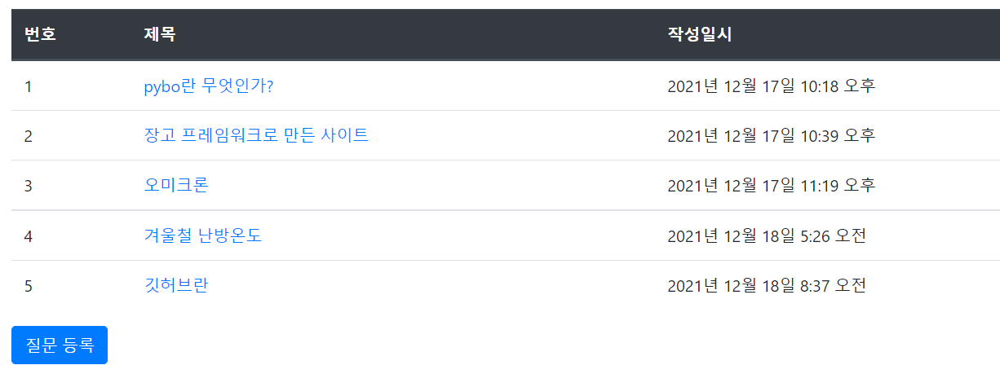 번호 제목 작성일시
1 pybo란 무엇인가? 2021년 12월 17일 10:18 오후
2 장고 프레임워크로 만든 사이트 2021년 12월 17일 10:39 오후
3 오미크론 2021년 12월 17일 11:19 오후
4 겨울철 난방온도 2021년 12월 18일 5:26 오전
5 깃허브란 2021년 12월 18일 8:37 오전
질문 등록